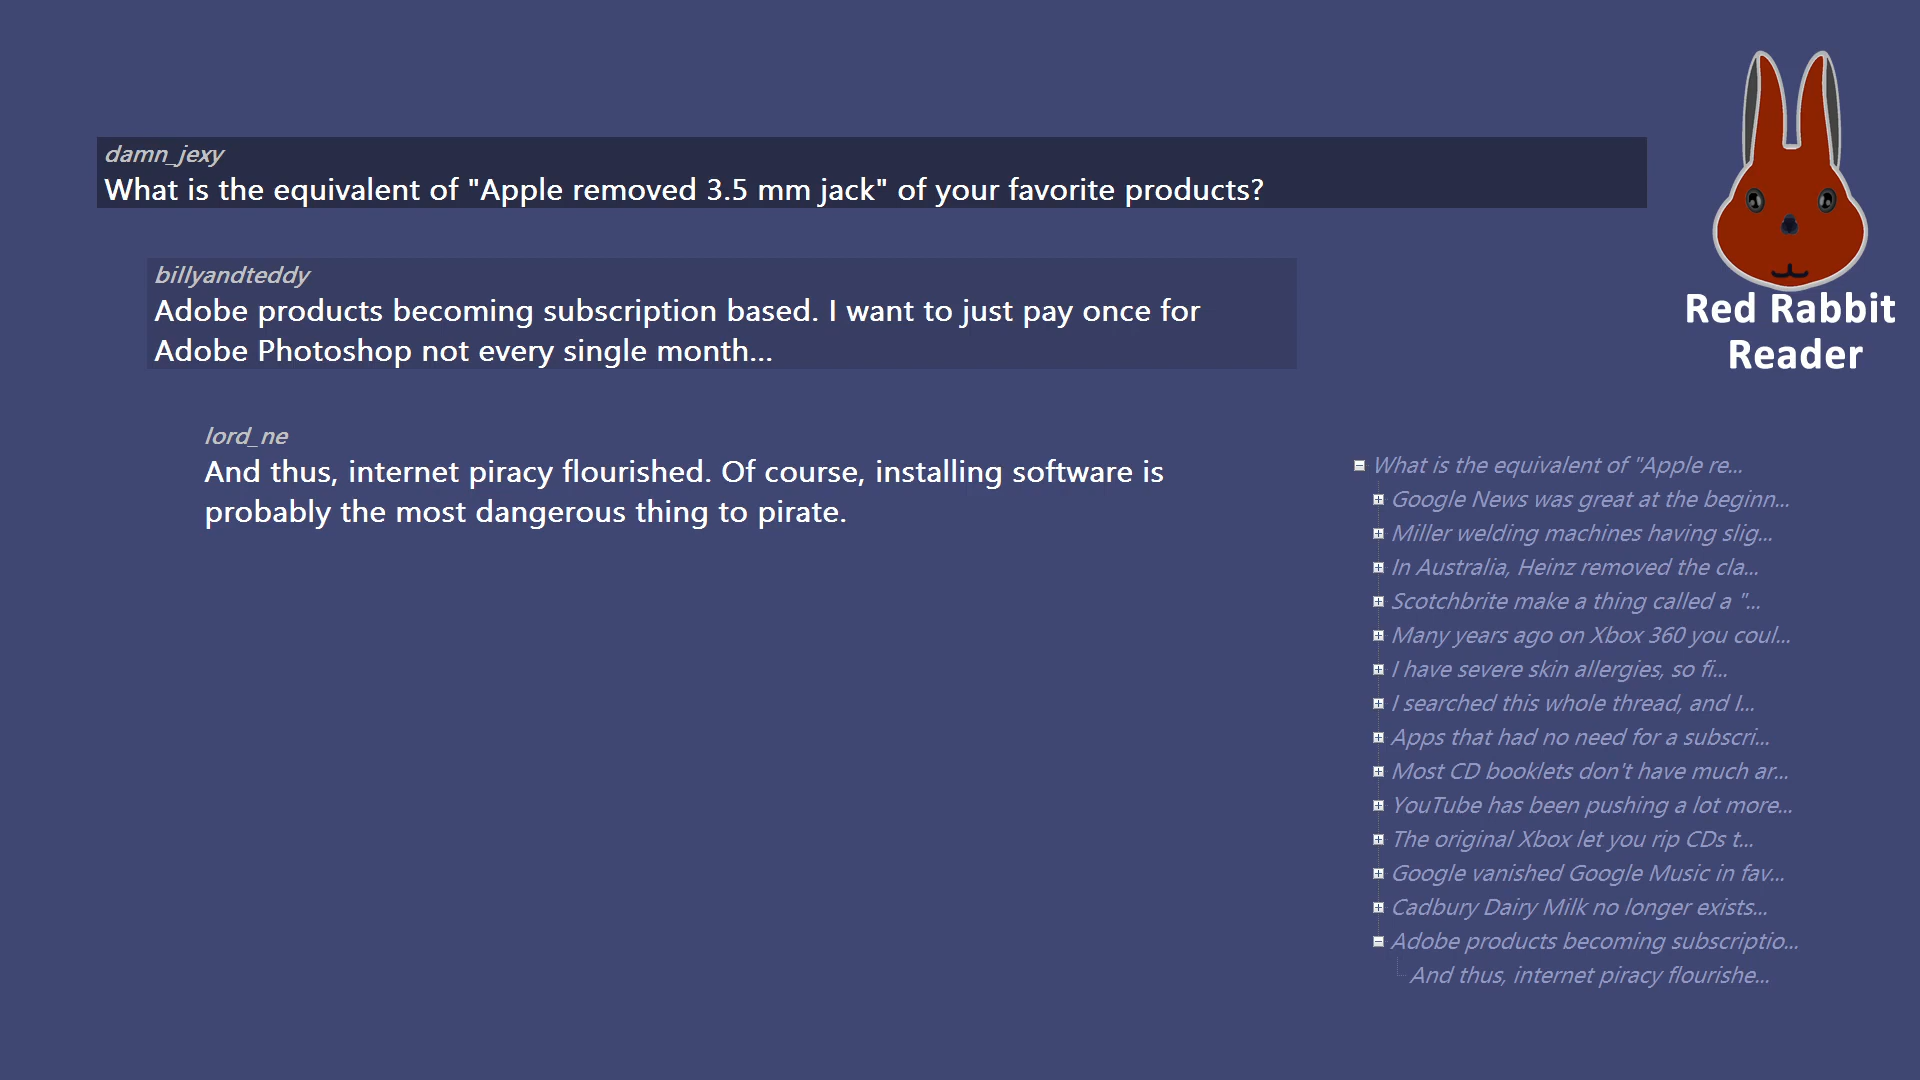 damn_jexy
What is the equivalent of "Apple removed 3.5 mm jack" of your favorite products?
billyandteddy
Adobe products becoming subscription based. I want to just pay once for
Adobe Photoshop not every single month...
lord_ne
And thus, internet piracy flourished. Of course, installing software is
probably the most dangerous thing to pirate.
Red Rabbit
Reader
What is the equivalent of "Apple re...
Google News was great at the beginn...
Miller welding machines having slig...
In Australia, Heinz removed the cla...
Scotchbrite make a thing called a "...
Many years ago on Xbox 360 you coul...
I have severe skin allergies, so fi...
I searched this whole thread, and I...
Apps that had no need for a subscri...
Most CD booklets don't have much ar...
YouTube has been pushing a lot more...
The original Xbox let you rip CDs t...
Google vanished Google Music in fav...
Cadbury Dairy Milk no longer exists...
Adobe products becoming subscriptio...
And thus, internet piracy flourishe...